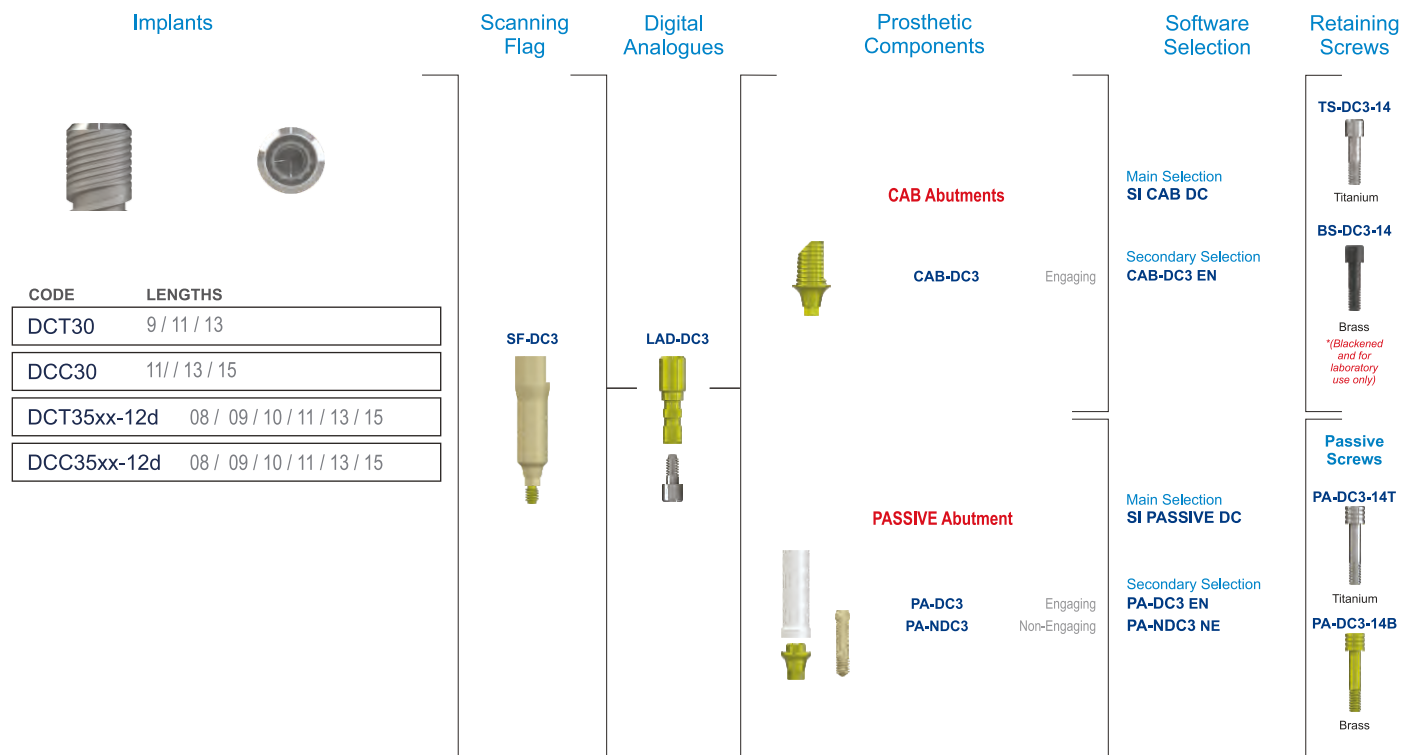 Implants
Scanning
Flag
Digital
Analogues
Prosthetic
Components
Software
Selection
Retaining
Screws
CODE LENGTHS
DCT30 9 / 11 / 13
DCC30 11/ / 13 / 15
DCT35xx-12d 08 / 09 / 10 / 11 / 13 / 15
DCC35xx-12d 08 / 09 / 10 / 11 / 13 / 15
SF-DC3
LAD-DC3
CAB Abutments
CAB-DC3 Engaging
Main Selection
SI CAB DC
Secondary Selection
CAB-DC3 EN
TS-DC3-14
Titanium
BS-DC3-14
Brass
*(Blackened
and for
laboratory
use only)
PASSIVE Abutment
PA-DC3 Engaging
PA-NDC3 Non-Engaging
Main Selection
SI PASSIVE DC
Secondary Selection
PA-DC3 EN
PA-NDC3 NE
Passive
Screws
PA-DC3-14T
Titanium
PA-DC3-14B
Brass